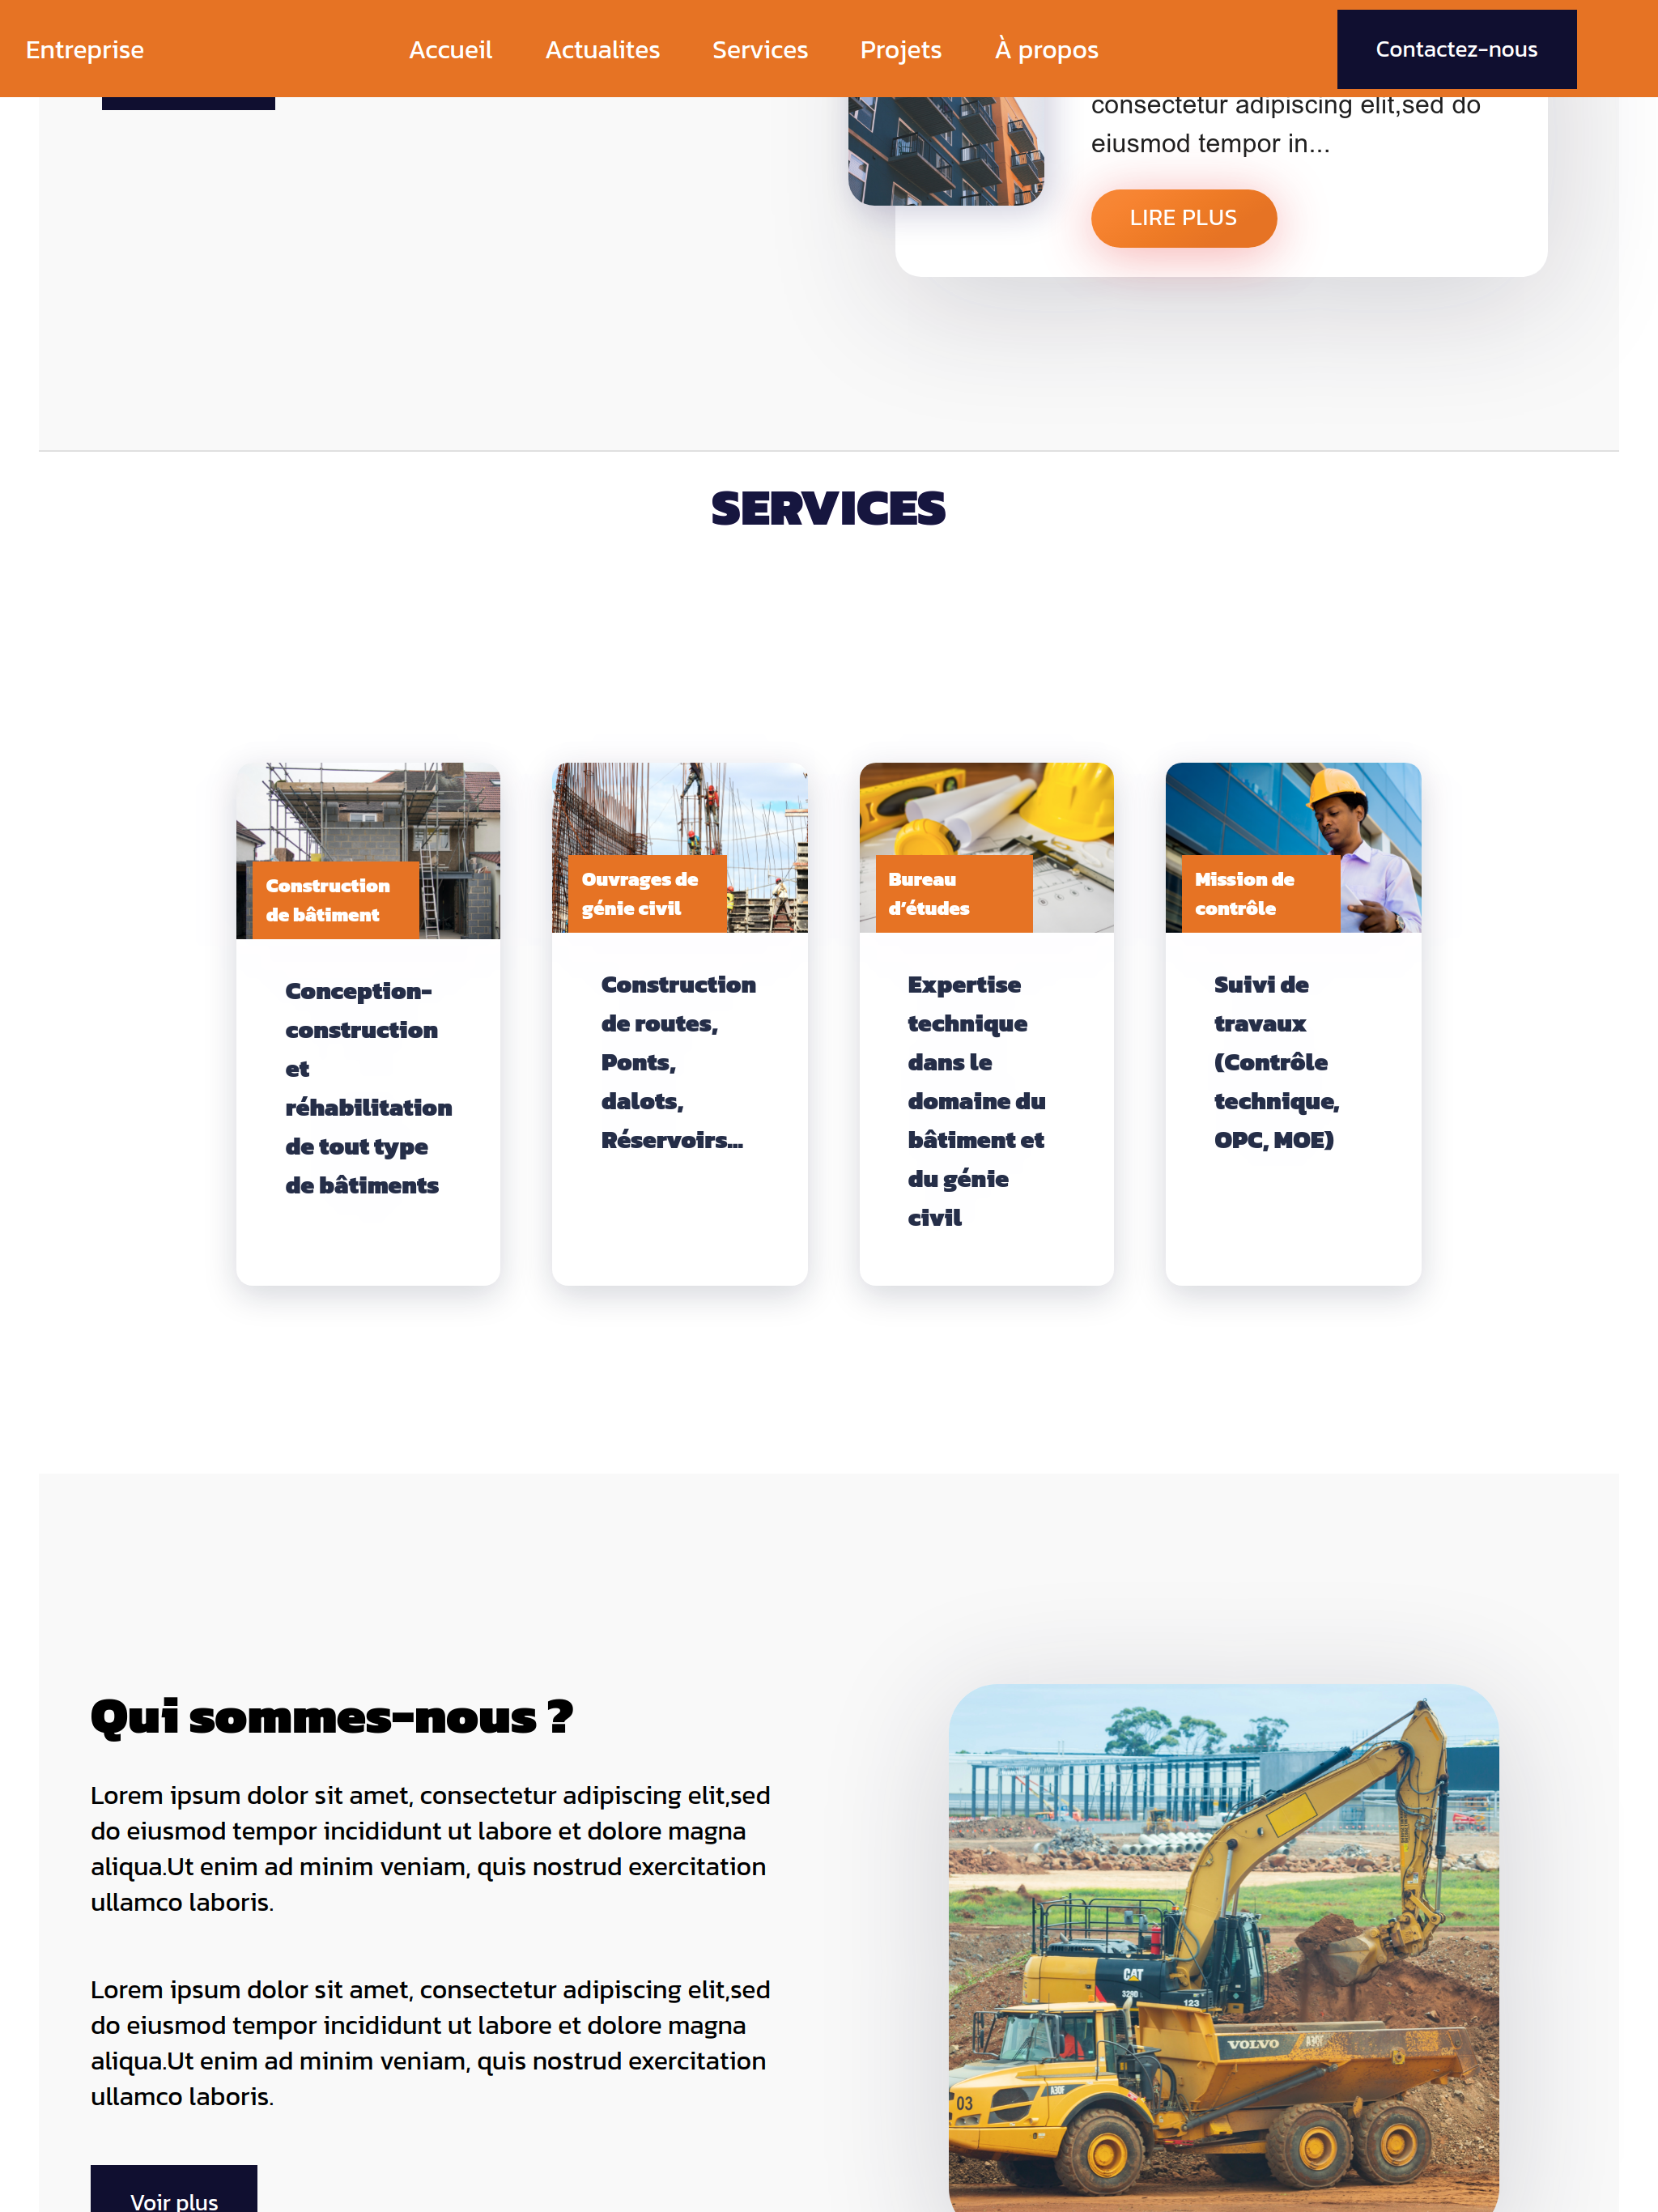 Entreprise
Accueil
Actualites
Services
Projets
À propos
Contactez-nous
consectetur adipiscing elit,sed do
eiusmod tempor in...
LIRE PLUS
SERVICES
Construction
de bâtiment
Conception-
construction
et
réhabilitation
de tout type
de bâtiments
Ouvrages de
génie civil
Construction
de routes,
Ponts,
dalots,
Réservoirs...
Bureau
d’études
Expertise
technique
dans le
domaine du
bâtiment et
du génie
civil
Mission de
contrôle
Suivi de
travaux
(Contrôle
technique,
OPC, MOE)
Qui sommes-nous ?
Lorem ipsum dolor sit amet, consectetur adipiscing elit,sed
do eiusmod tempor incididunt ut labore et dolore magna
aliqua.Ut enim ad minim veniam, quis nostrud exercitation
ullamco laboris.
Lorem ipsum dolor sit amet, consectetur adipiscing elit,sed
do eiusmod tempor incididunt ut labore et dolore magna
aliqua.Ut enim ad minim veniam, quis nostrud exercitation
ullamco laboris.
Voir plus
CAT
123
VOLVO
A30F
A30F
03